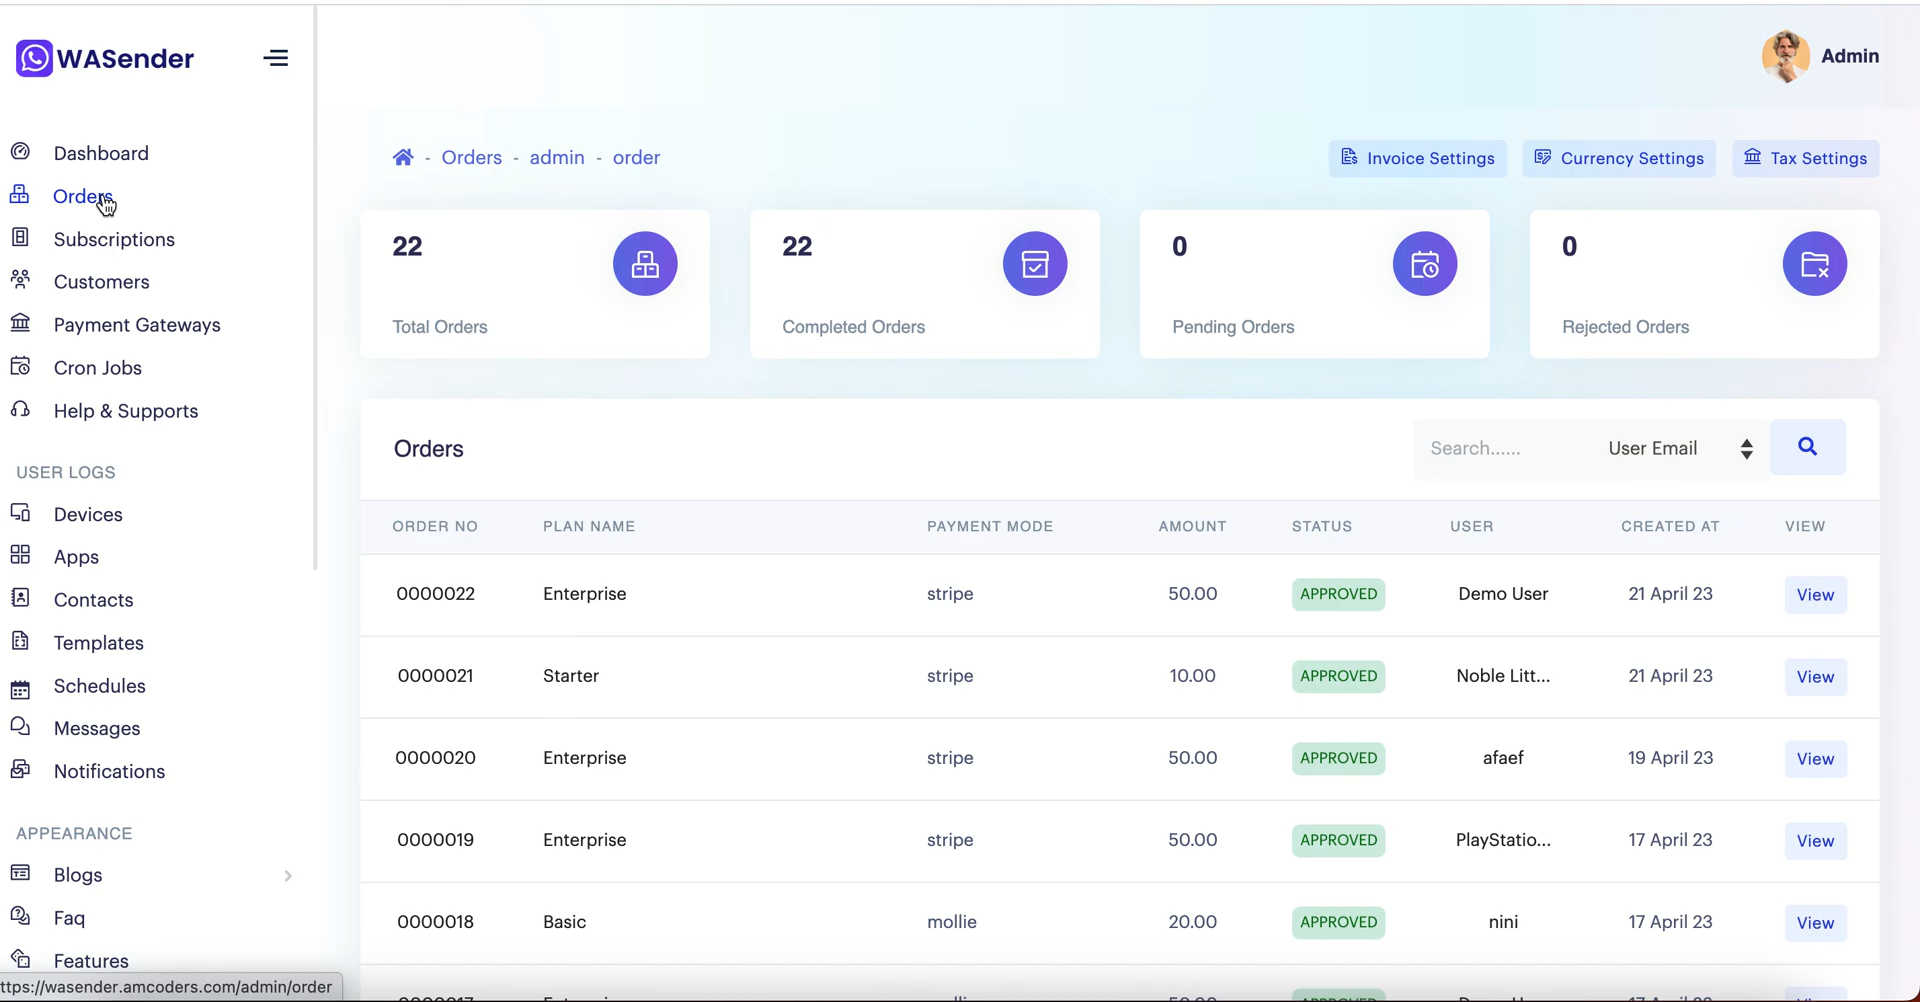 WASender
Admin
Dashboard
Orders
Subscriptions
Customers
Payment Gateways
Cron Jobs
Help & Supports
USER LOGS
Devices
Apps
Contacts
Templates
Schedules
Messages
Notifications
APPEARANCE
Blogs
Faq
Features
ttps://wasender.amcoders.com/admin/order
- Orders - admin - order
Invoice Settings
Currency Settings
Tax Settings
22
Total Orders
22
Completed Orders
0
Pending Orders
0
Rejected Orders
Orders
Search...... User Email
ORDER NO PLAN NAME PAYMENT MODE AMOUNT STATUS USER CREATED AT VIEW
0000022 Enterprise stripe 50.00 APPROVED Demo User 21 April 23 View
0000021 Starter stripe 10.00 APPROVED Noble Litt... 21 April 23 View
0000020 Enterprise stripe 50.00 APPROVED afaef 19 April 23 View
0000019 Enterprise stripe 50.00 APPROVED PlayStatio... 17 April 23 View
0000018 Basic mollie 20.00 APPROVED nini 17 April 23 View